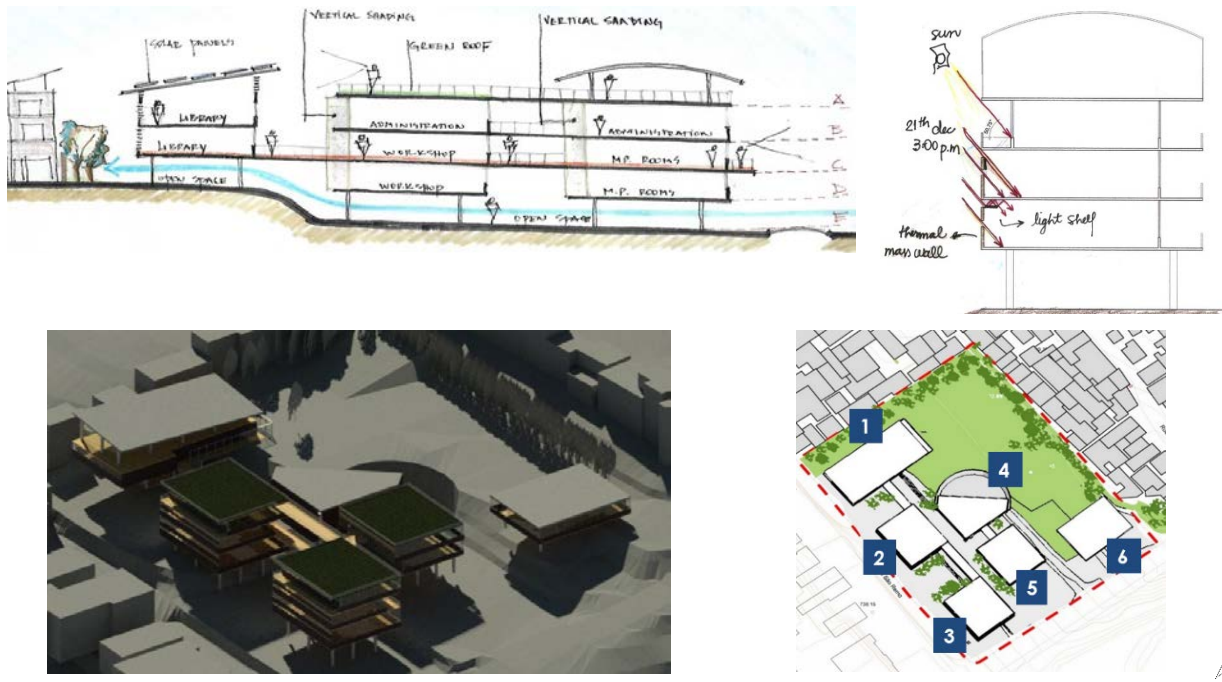 VERTICAL SHADING
VERTICAL SHADING
SOLAR PANELS
GREEN ROOF
LIBRARY
ADMINISTRATION
ADMINISTRATION
LIBRARY
WORKSHOP
M.P. ROOMS
OPEN SPACE
WORKSHOP
M.P. ROOMS
OPEN SPACE
A
B
C
D
E
sun
21th dec
3:00 p.m
light shelf
thermal
mass wall
1
4
2
6
5
3